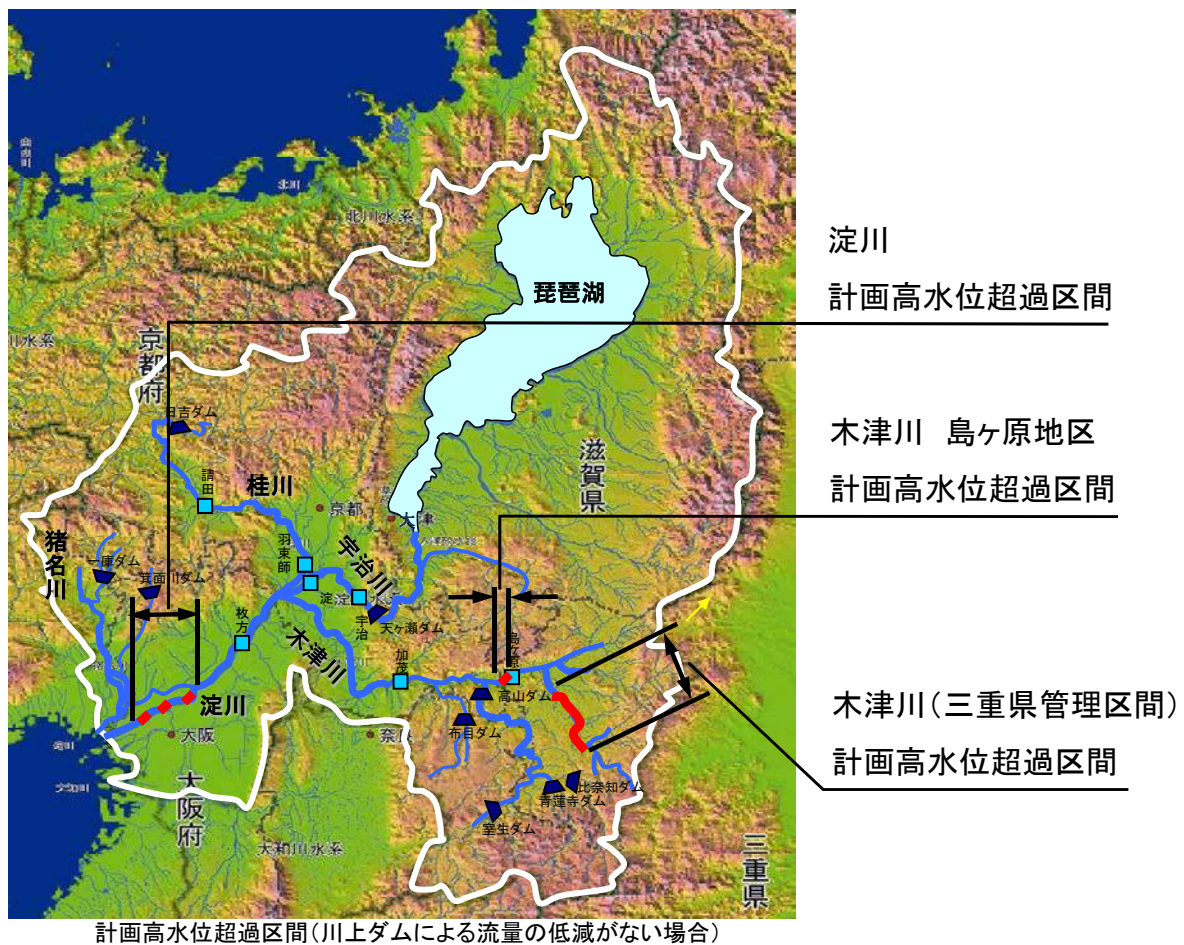 北川水系
琵琶湖
京都府
日吉ダム
請田
桂川
京都
大津
滋賀県
猪名川
一庫ダム
箕面川ダム
羽束師
宇治川
淀
宇治
天ヶ瀬ダム
枚方
木津川
加茂
高山ダム
布目ダム
淀川
大阪
大阪府
比奈知ダム
青蓮寺ダム
室生ダム
大和川水系
三重県
淀川
計画高水位超過区間
木津川 島ヶ原地区
計画高水位超過区間
木津川(三重県管理区間)
計画高水位超過区間
計画高水位超過区間(川上ダムによる流量の低減がない場合)